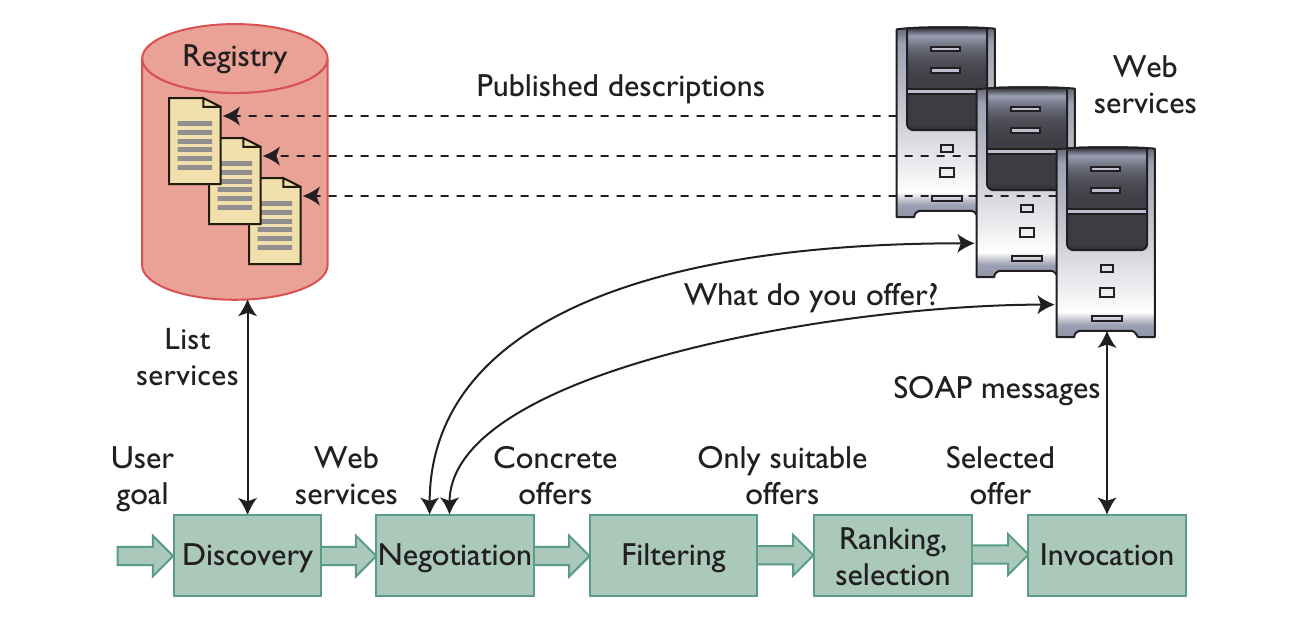 Registry
Published descriptions
Web
services
What do you offer?
List
services
SOAP messages
User
goal
Web
services
Concrete
offers
Only suitable
offers
Selected
offer
Discovery
Negotiation
Filtering
Ranking,
selection
Invocation